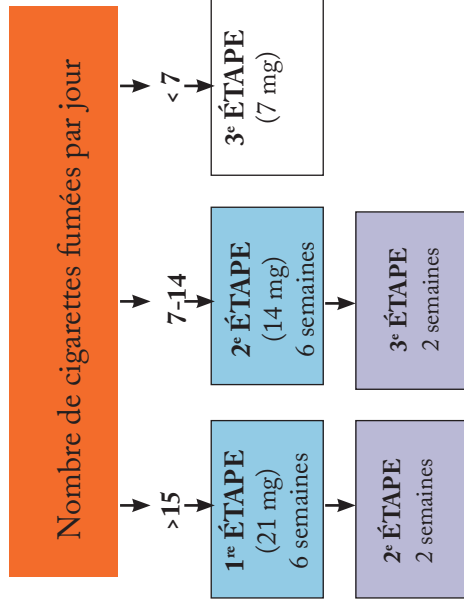 Nombre de cigarettes fumées par jour
>15
7-14
< 7
1re ÉTAPE
(21 mg)
6 semaines
2e ÉTAPE
(14 mg)
6 semaines
3e ÉTAPE
(7 mg)
2e ÉTAPE
2 semaines
3e ÉTAPE
2 semaines